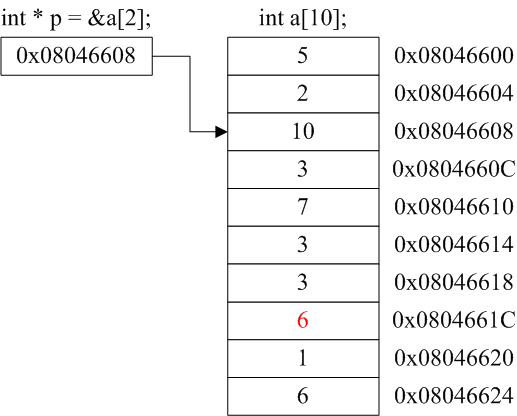 int * p = &a[2];
int a[10];
0x08046608
5 0x08046600
2 0x08046604
10 0x08046608
3 0x0804660C
7 0x08046610
3 0x08046614
3 0x08046618
6 0x0804661C
1 0x08046620
6 0x08046624